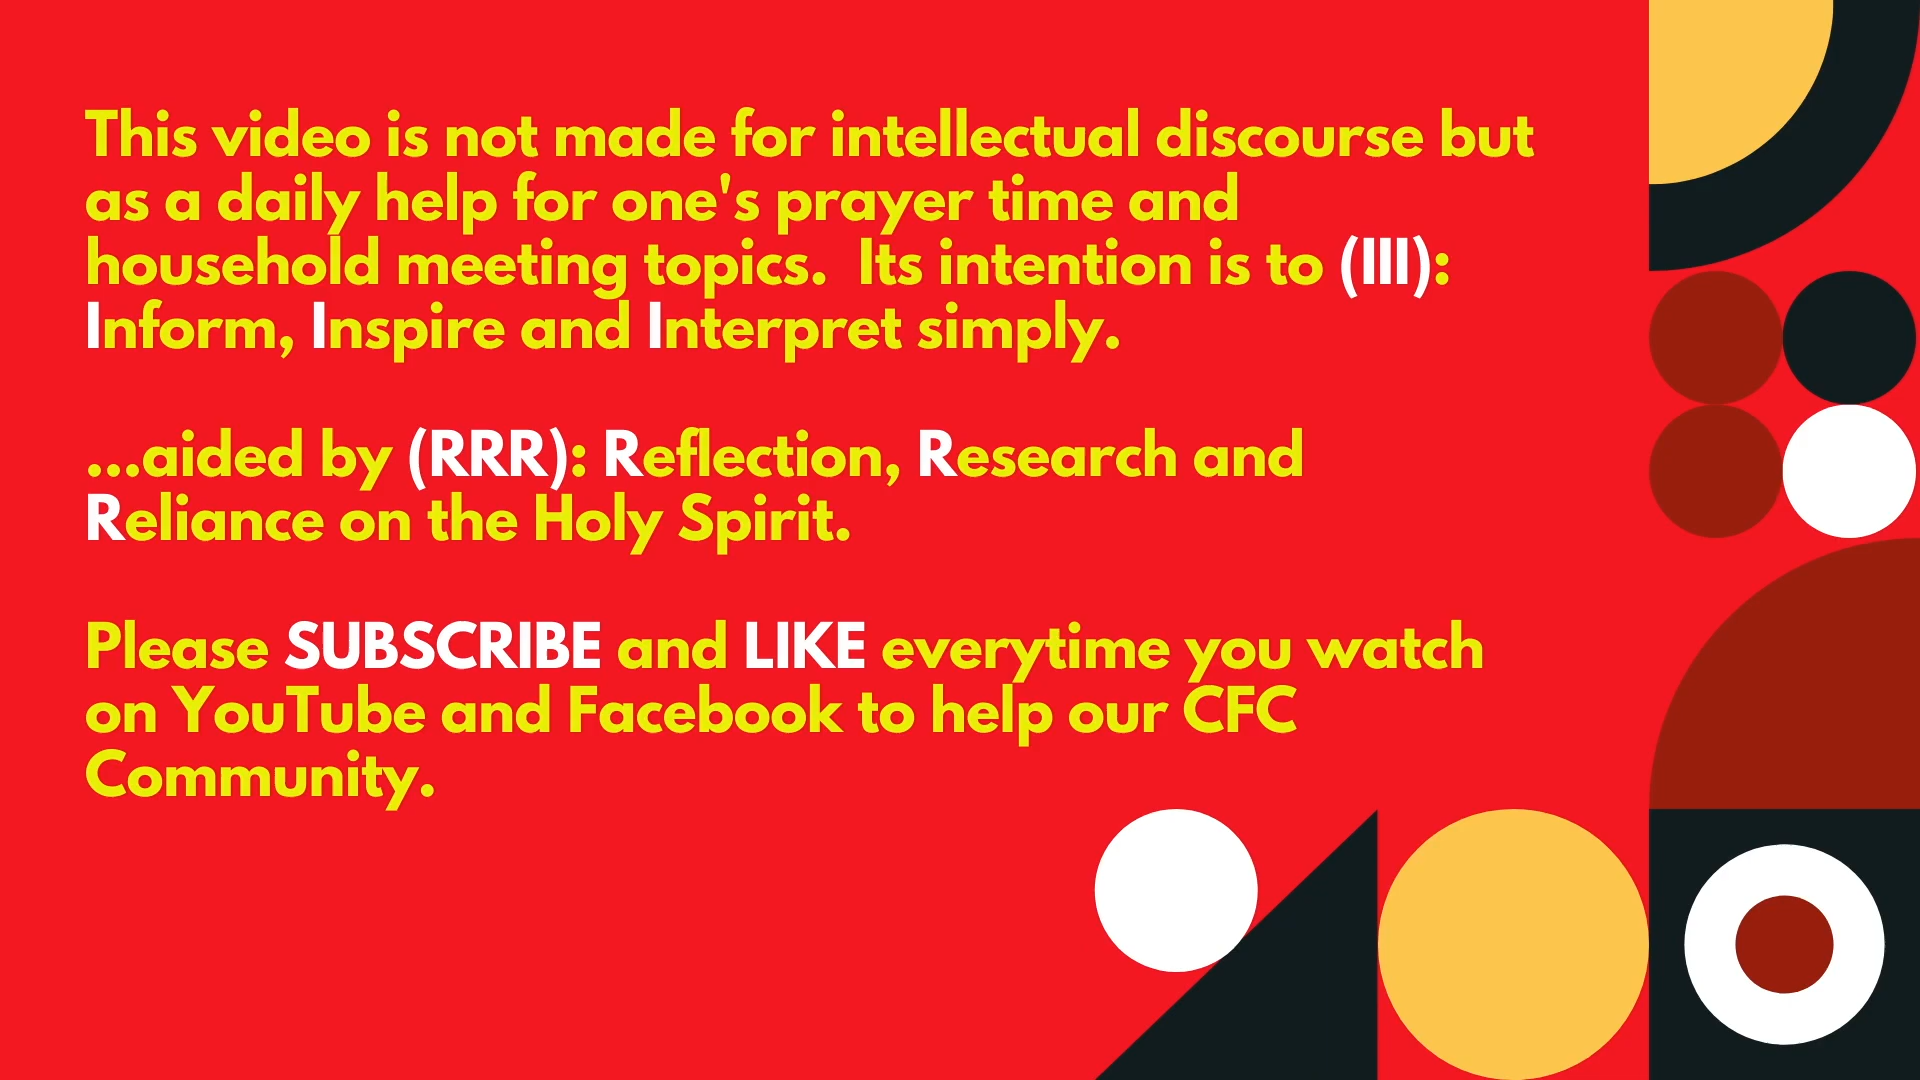 This video is not made for intellectual discourse but
as a daily help for one's prayer time and
household meeting topics.  Its intention is to (III):
Inform, Inspire and Interpret simply.
...aided by (RRR): Reflection, Research and
Reliance on the Holy Spirit.
Please SUBSCRIBE and LIKE everytime you watch
on YouTube and Facebook to help our CFC
Community.